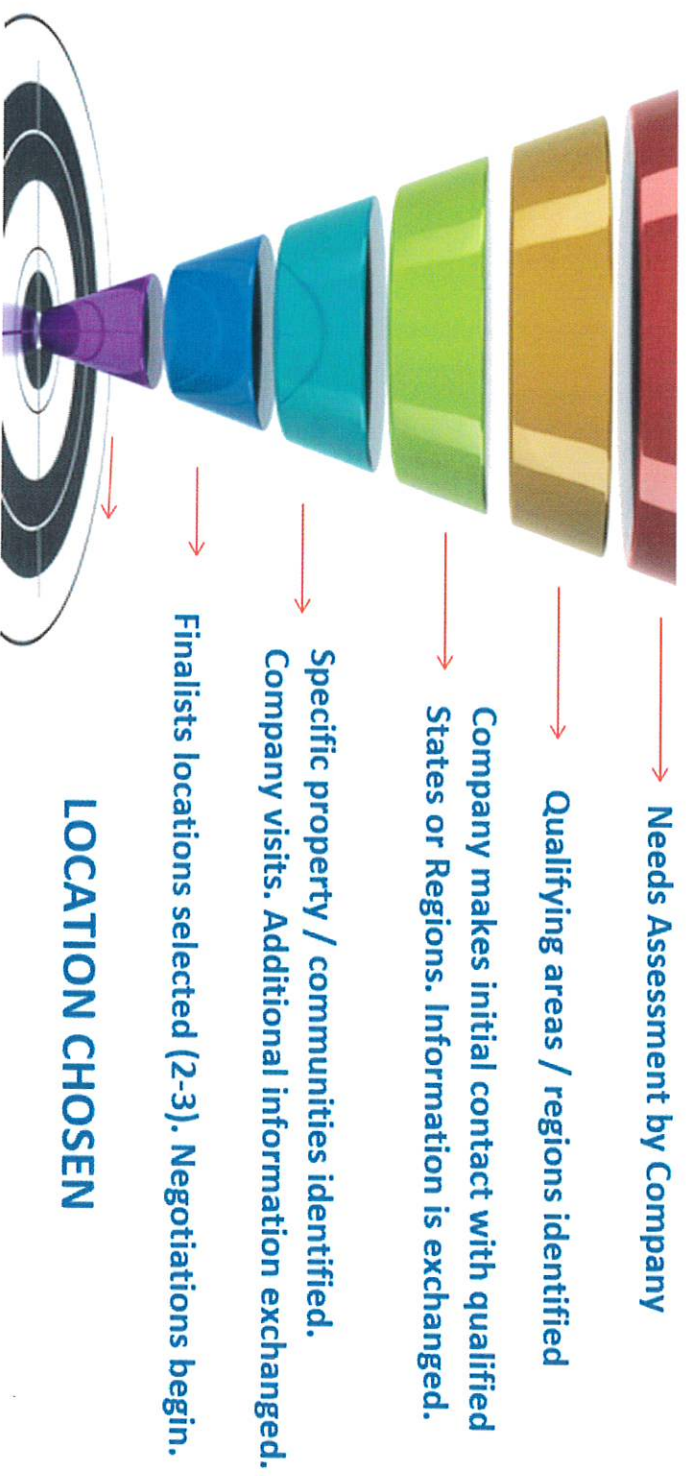 Needs Assessment by Company
Qualifying areas / regions identified
Company makes initial contact with qualified
States or Regions. Information is exchanged.
Specific property / communities identified.
Company visits. Additional information exchanged.
Finalists locations selected (2-3). Negotiations begin.
LOCATION CHOSEN